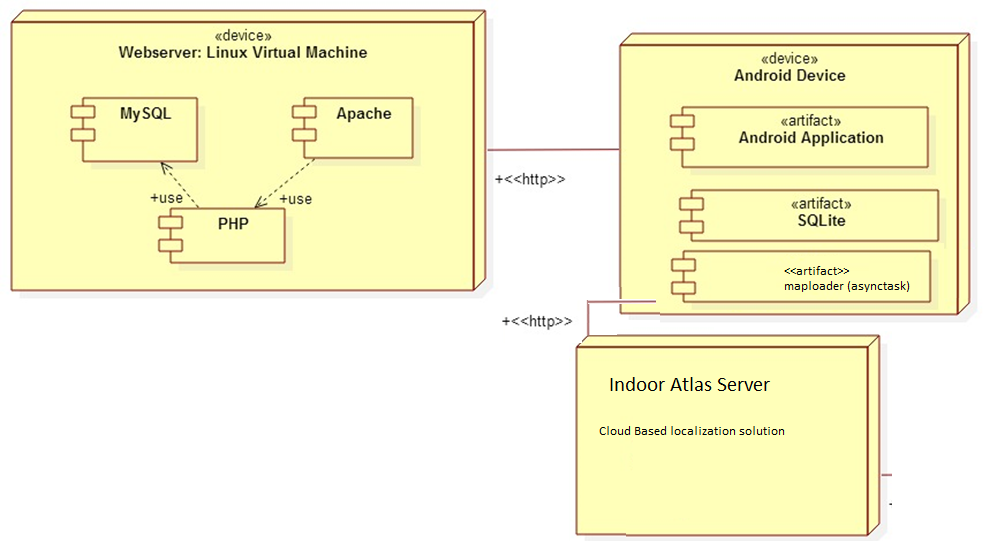 «device»
Webserver: Linux Virtual Machine
MySQL
Apache
+use
+use
PHP
+<<http>>
«device»
Android Device
«artifact»
Android Application
«artifact»
SQLite
<<artifact>>
maploader (asynctask)
+<<http>>
Indoor Atlas Server
Cloud Based localization solution